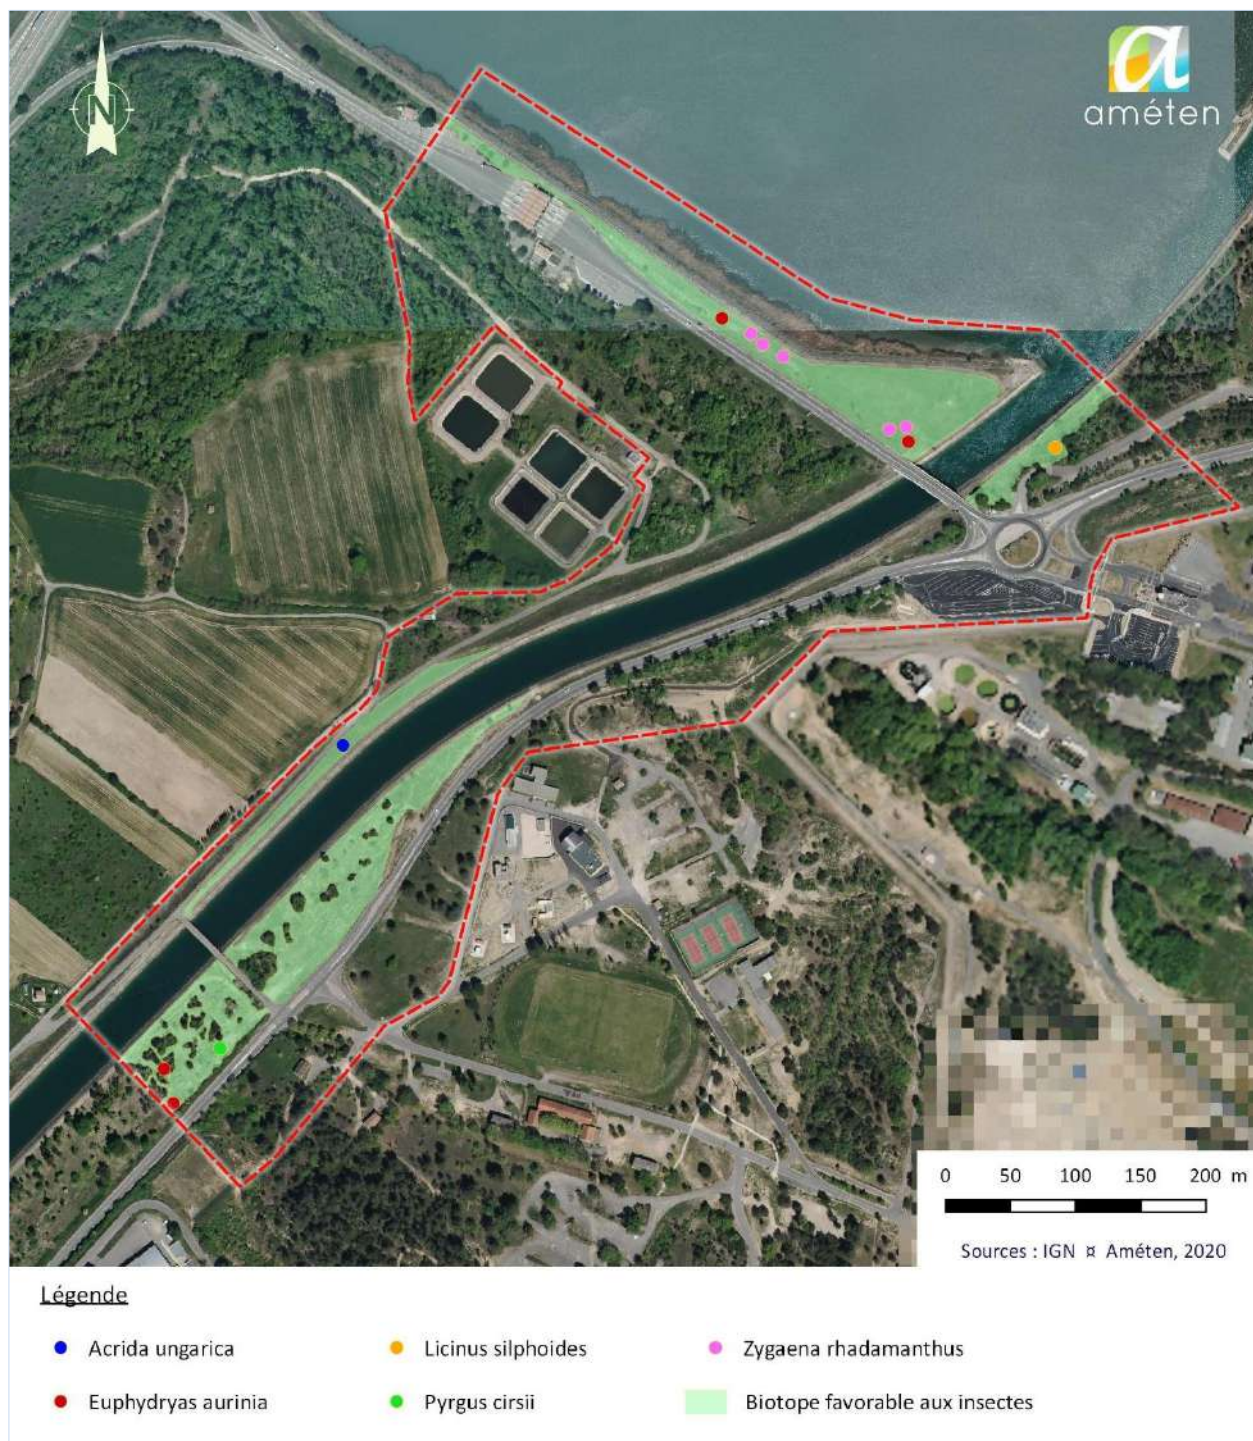 N
a
améten
0 50 100 150 200 m
Sources : IGN ¤ Améten, 2020
Légende
Acrida ungarica
Licinus silphoides
Zygaena rhadamanthus
Euphydryas aurinia
Pyrgus cirsii
Biotope favorable aux insectes